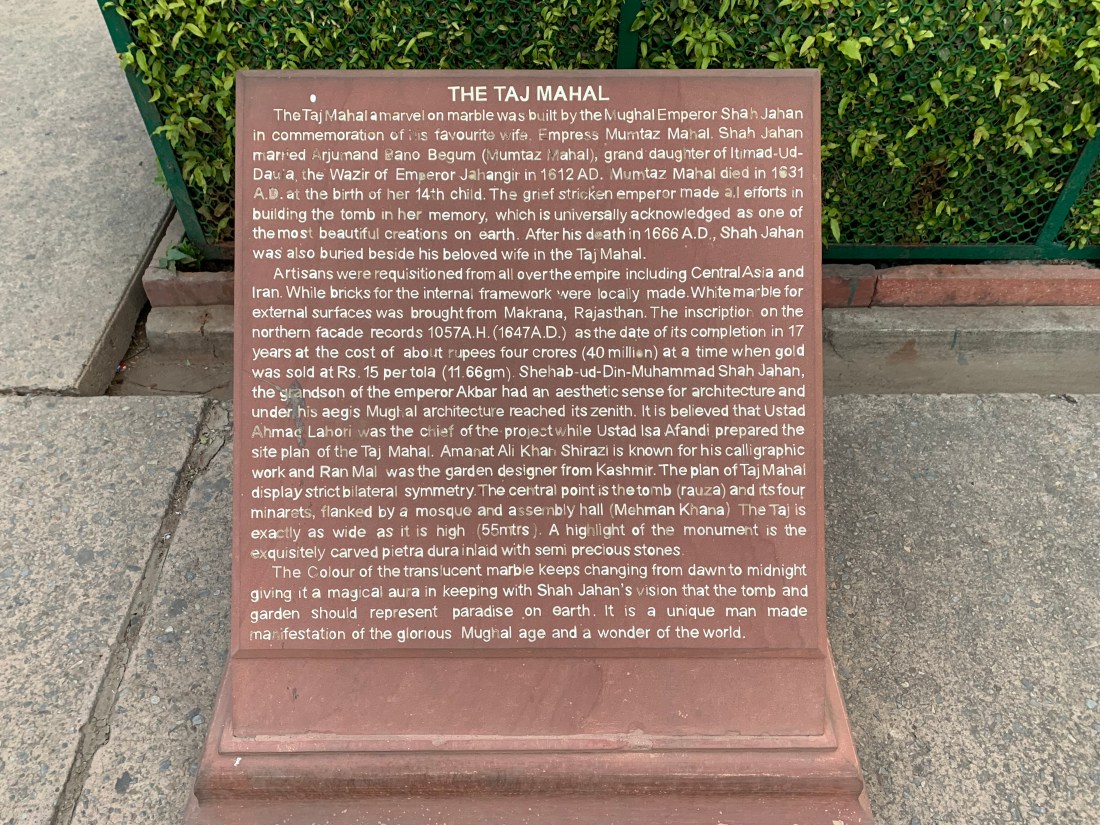 THE TAJ MAHAL
The Taj Mahal a marvel on marble was built by the Mughal Emperor Shah Jahan
in commemoration of his favourite wife, Empress Mumtaz Mahal. Shah Jahan
married Arjumand Bano Begum (Mumtaz Mahal), grand daughter of Itimad-Ud-
Daula, the Wazir of Emperor Jahangir in 1612 AD. Mumtaz Mahal died in 1631
A.D. at the birth of her 14th child. The grief stricken emperor made all efforts in
building the tomb in her memory, which is universally acknowledged as one of
the most beautiful creations on earth. After his death in 1666 A.D., Shah Jahan
was also buried beside his beloved wife in the Taj Mahal.
Artisans were requisitioned from all over the empire including Central Asia and
Iran. While bricks for the internal framework were locally made. White marble for
external surfaces was brought from Makrana, Rajasthan. The inscription on the
northern facade records 1057A.H. (1647A.D.) as the date of its completion in 17
years at the cost of about rupees four crores (40 million) at a time when gold
was sold at Rs. 15 per tola (11.66gm). Shehab-ud-Din-Muhammad Shah Jahan,
the grandson of the emperor Akbar had an aesthetic sense for architecture and
under his aegis Mughal architecture reached its zenith. It is believed that Ustad
Ahmad Lahori was the chief of the project while Ustad Isa Afandi prepared the
site plan of the Taj Mahal. Amanat Ali Khan Shirazi is known for his calligraphic
work and Ran Mal was the garden designer from Kashmir. The plan of Taj Mahal
display strict bilateral symmetry. The central point is the tomb (rauza) and its four
minarets, flanked by a mosque and assembly hall (Mehman Khana) The Taj is
exactly as wide as it is high (55mtrs). A highlight of the monument is the
exquisitely carved pietra dura inlaid with semi precious stones.
The Colour of the translucent marble keeps changing from dawn to midnight
giving it a magical aura in keeping with Shah Jahan's vision that the tomb and
garden should represent paradise on earth. It is a unique man made
manifestation of the glorious Mughal age and a wonder of the world.